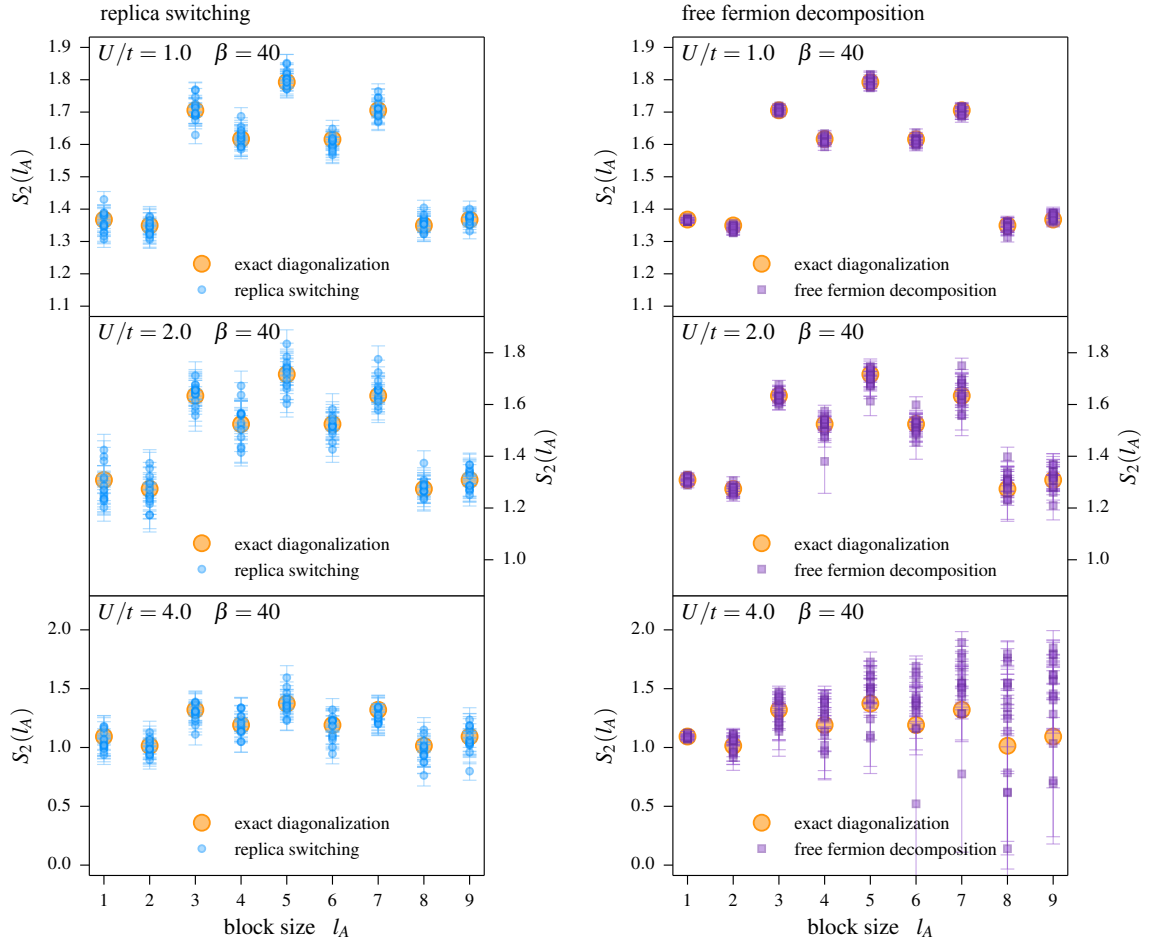 replica switching
U/t = 1.0 β = 40
1.9
1.8
1.7
1.6
1.5
1.4
1.3
1.2
1.1
S₂(l_A)
exact diagonalization
replica switching
U/t = 2.0 β = 40
1.8
1.6
1.4
1.2
1.0
S₂(l_A)
exact diagonalization
replica switching
U/t = 4.0 β = 40
2.0
1.5
1.0
0.5
0.0
S₂(l_A)
exact diagonalization
replica switching
1 2 3 4 5 6 7 8 9
block size l_A
free fermion decomposition
U/t = 1.0 β = 40
1.9
1.8
1.7
1.6
1.5
1.4
1.3
1.2
1.1
S₂(l_A)
exact diagonalization
free fermion decomposition
U/t = 2.0 β = 40
1.8
1.6
1.4
1.2
1.0
S₂(l_A)
exact diagonalization
free fermion decomposition
U/t = 4.0 β = 40
2.0
1.5
1.0
0.5
0.0
S₂(l_A)
exact diagonalization
free fermion decomposition
1 2 3 4 5 6 7 8 9
block size l_A